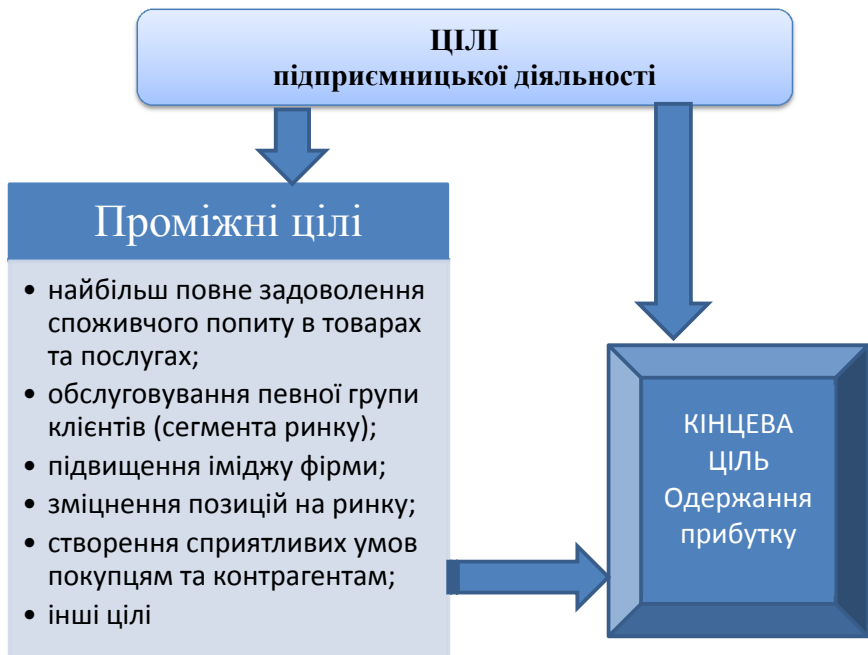 ЦІЛІ
підприємницької діяльності
Проміжні цілі
• найбільш повне задоволення
споживчого попиту в товарах
та послугах;
• обслуговування певної групи
клієнтів (сегмента ринку);
• підвищення іміджу фірми;
• зміцнення позицій на ринку;
• створення сприятливих умов
покупцям та контрагентам;
• інші цілі
КІНЦЕВА
ЦІЛЬ
Одержання
прибутку